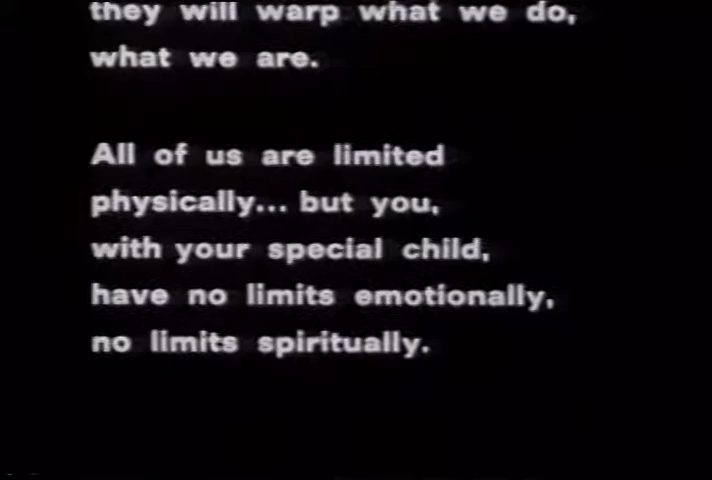 they will warp what we do,
what we are.
All of us are limited
physically... but you,
with your special child,
have no limits emotionally,
no limits spiritually.